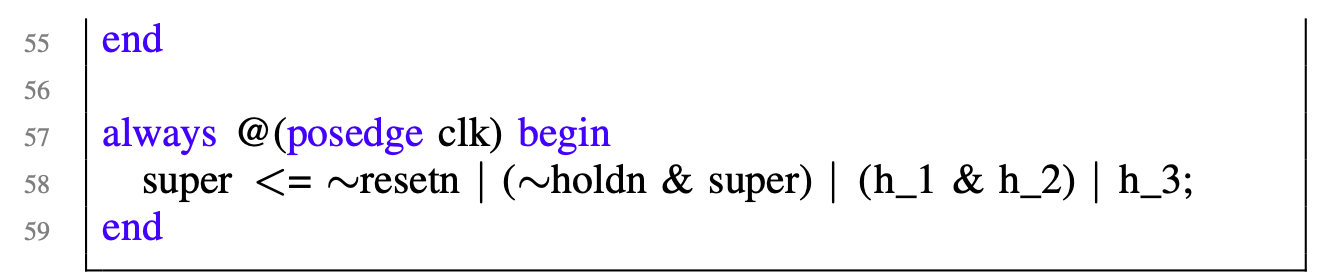 55 end
56
57 always @(posedge clk) begin
58 super <= ~resetn | (~holdn & super) | (h_1 & h_2) | h_3;
59 end